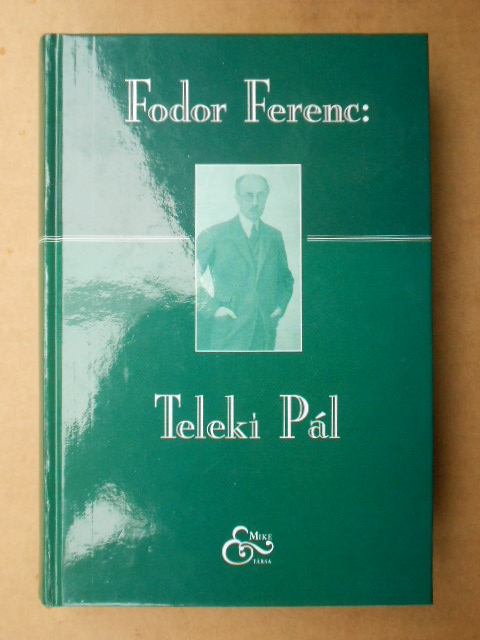 Fodor Ferenc:
Teleki Pál
MIKE
& TÁRSA